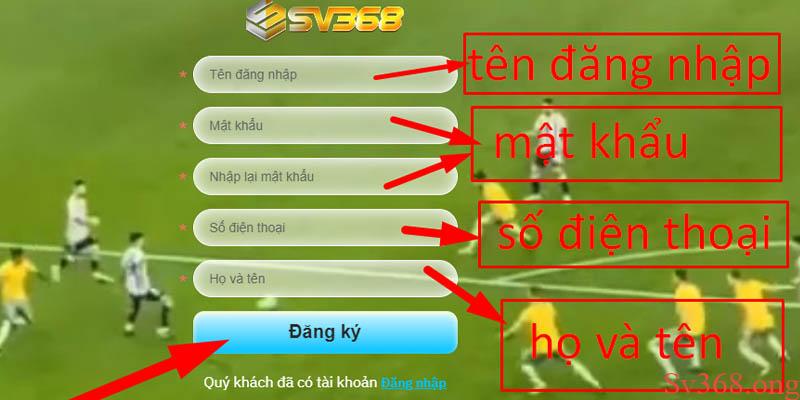 SV368
Tên đăng nhập
tên đăng nhập
Mật khẩu
mật khẩu
Nhập lại mật khẩu
Số điện thoại
số điện thoại
Họ và tên
họ và tên
Đăng ký
Sv368.ong
Quý khách đã có tài khoản Đăng nhập